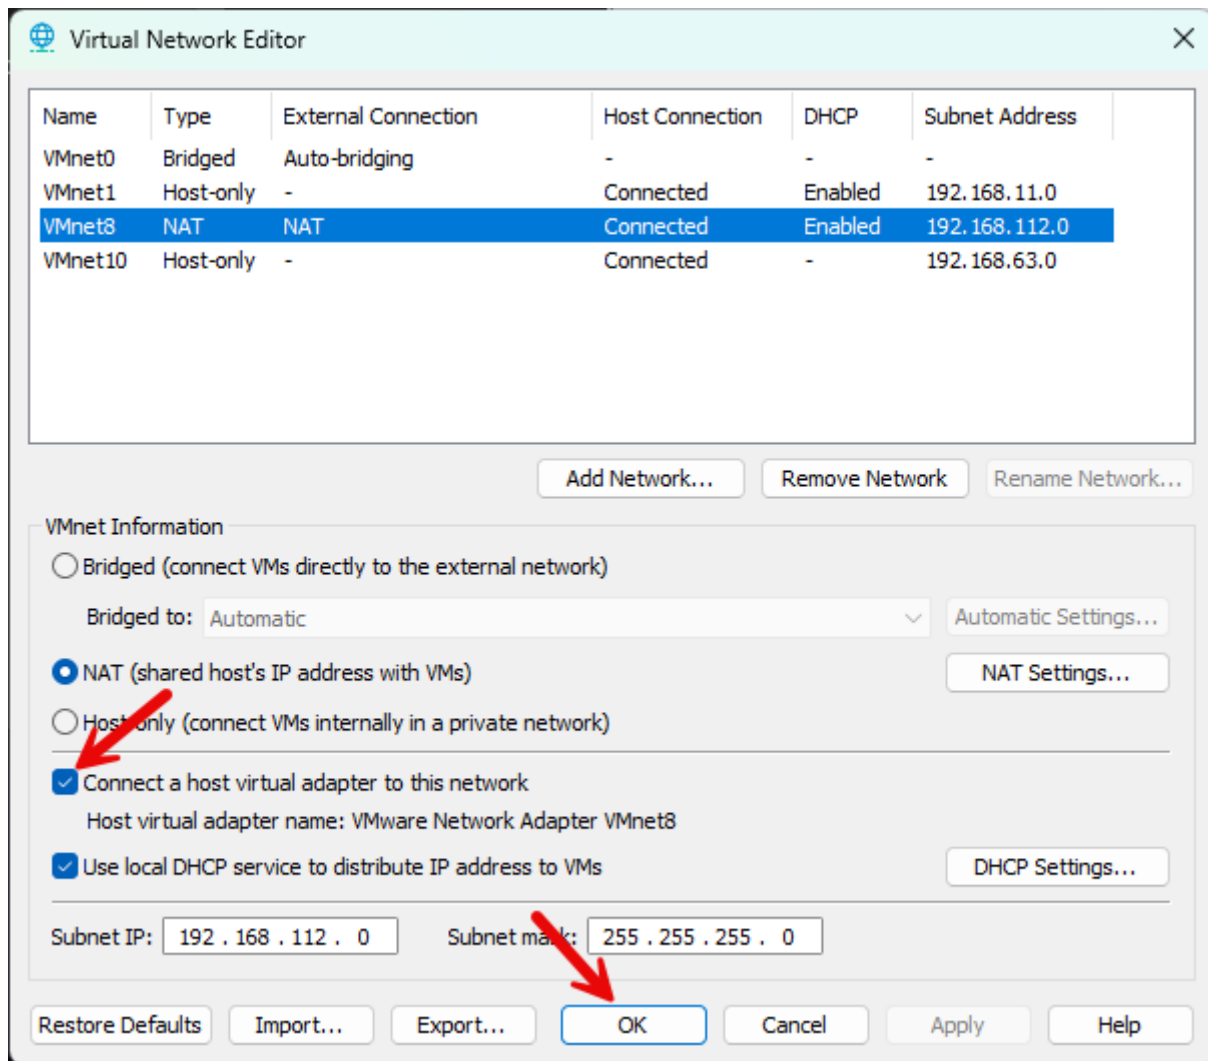 Virtual Network Editor
Name Type External Connection Host Connection DHCP Subnet Address
VMnet0 Bridged Auto-bridging - - -
VMnet1 Host-only - Connected Enabled 192.168.11.0
VMnet8 NAT NAT Connected Enabled 192.168.112.0
VMnet10 Host-only - Connected - 192.168.63.0
Add Network... Remove Network Rename Network...
VMnet Information
Bridged (connect VMs directly to the external network)
Bridged to: Automatic Automatic Settings...
NAT (shared host's IP address with VMs) NAT Settings...
Host-only (connect VMs internally in a private network)
Connect a host virtual adapter to this network
Host virtual adapter name: VMware Network Adapter VMnet8
Use local DHCP service to distribute IP address to VMs DHCP Settings...
Subnet IP: 192 . 168 . 112 . 0 Subnet mask: 255 . 255 . 255 . 0
Restore Defaults Import... Export... OK Cancel Apply Help